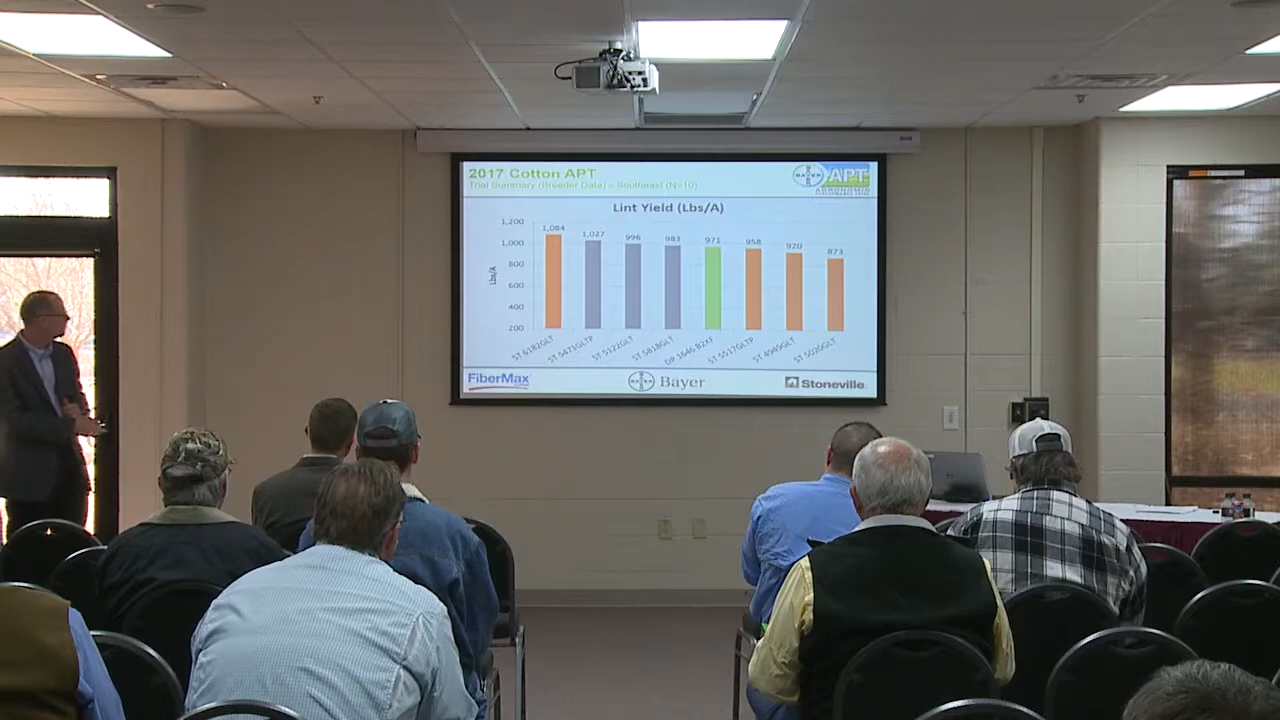 2017 Cotton APT
Trial Summary (Breeder Data) – Southeast (N=10)
BAYER
APT
Lint Yield (Lbs/A)
Lbs/A
1,200
1,000
800
600
400
200
1,084
1,027
996
983
971
958
920
873
ST 6182GLT
ST 5471GLTP
ST 5122GLT
ST 5818GLT
DP 1646 B2XF
ST 5517GLTP
ST 4949GLT
ST 5020GLT
FiberMax
Bayer
Stoneville